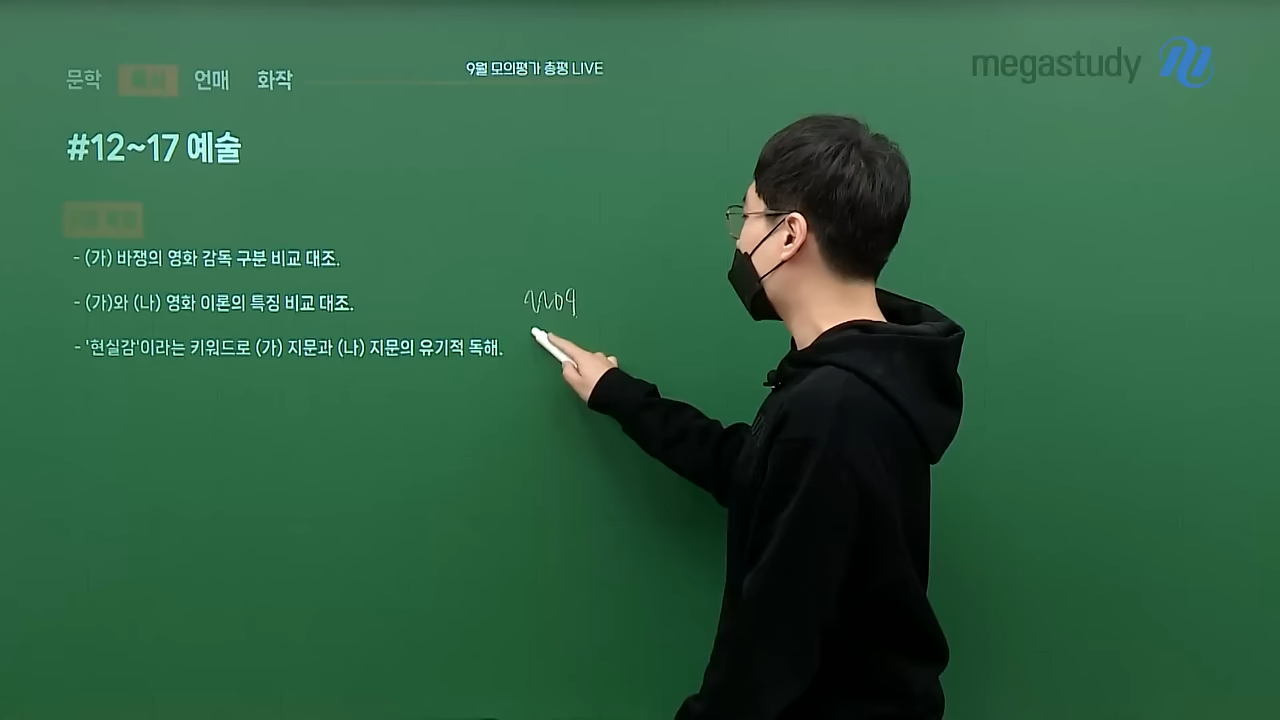 9월 모의평가 총평 LIVE
megastudy
문학 독서 언매 화작
#12~17 예술
- (가) 바쟁의 영화 감독 구분 비교 대조.
- (가)와 (나) 영화 이론의 특징 비교 대조.
2209
- '현실감'이라는 키워드로 (가) 지문과 (나) 지문의 유기적 독해.